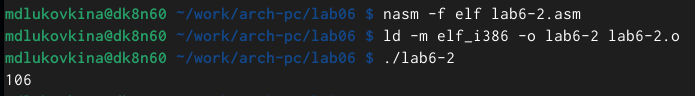 mdlukovkina@dk8n60 ~/work/arch-pc/lab06 $ nasm -f elf lab6-2.asm
mdlukovkina@dk8n60 ~/work/arch-pc/lab06 $ ld -m elf_i386 -o lab6-2 lab6-2.o
mdlukovkina@dk8n60 ~/work/arch-pc/lab06 $ ./lab6-2
106